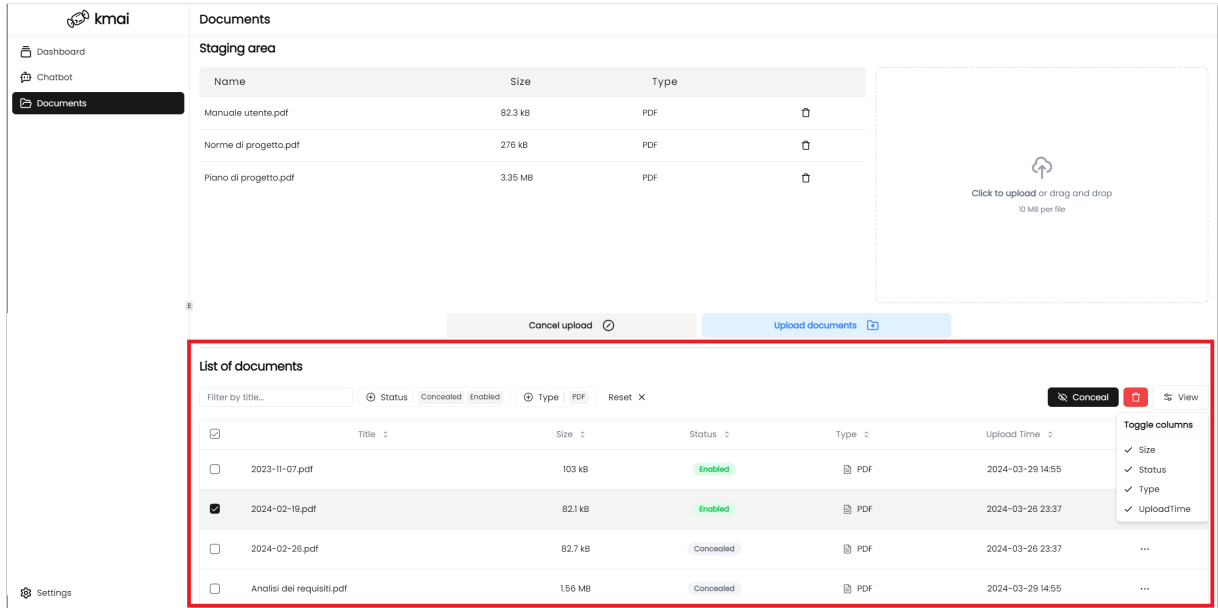 kmai
Documents
Dashboard
Chatbot
Documents
Staging area
Name Size Type
Manuale utente.pdf 82.3 kB PDF
Norme di progetto.pdf 276 kB PDF
Piano di progetto.pdf 3.35 MB PDF
Click to upload or drag and drop
10 MB per file
Cancel upload Upload documents
List of documents
Filter by title... Status Concealed Enabled Type PDF Reset Conceal View
Title Size Status Type Upload Time
2023-11-07.pdf 103 kB Enabled PDF 2024-03-29 14:55
2024-02-19.pdf 82.1 kB Enabled PDF 2024-03-26 23:37
2024-02-26.pdf 82.7 kB Concealed PDF 2024-03-26 23:37 ...
Analisi dei requisiti.pdf 1.56 MB Concealed PDF 2024-03-29 14:55 ...
Toggle columns
Size
Status
Type
UploadTime
Settings